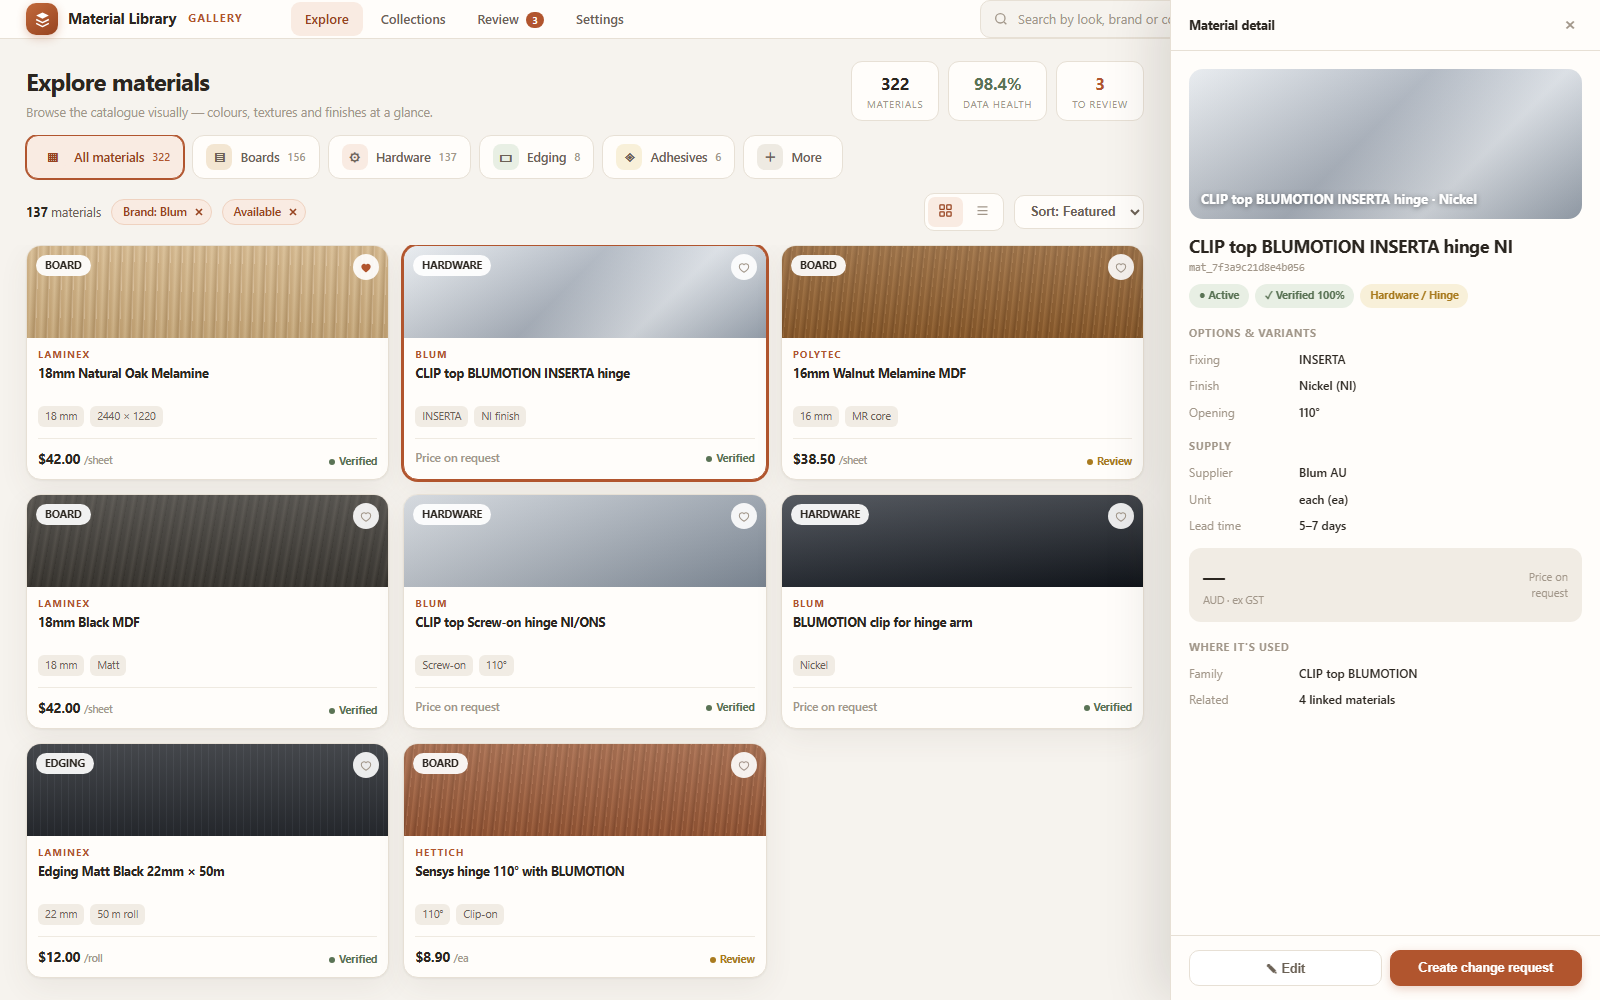 Material Library GALLERY
Explore
Collections
Review 3
Settings
Search by look, brand or
Explore materials
Browse the catalogue visually — colours, textures and finishes at a glance.
322
MATERIALS
98.4%
DATA HEALTH
3
TO REVIEW
All materials 322
Boards 156
Hardware 137
Edging 8
Adhesives 6
More
137 materials
Brand: Blum ×
Available ×
Sort: Featured
BOARD
LAMINEX
18mm Natural Oak Melamine
18 mm 2440 × 1220
$42.00 /sheet
Verified
HARDWARE
BLUM
CLIP top BLUMOTION INSERTA hinge
INSERTA NI finish
Price on request
Verified
BOARD
POLYTEC
16mm Walnut Melamine MDF
16 mm MR core
$38.50 /sheet
Review
BOARD
LAMINEX
18mm Black MDF
18 mm Matt
$42.00 /sheet
Verified
HARDWARE
BLUM
CLIP top Screw-on hinge NI/ONS
Screw-on 110°
Price on request
Verified
HARDWARE
BLUM
BLUMOTION clip for hinge arm
Nickel
Price on request
Verified
EDGING
LAMINEX
Edging Matt Black 22mm × 50m
22 mm 50 m roll
$12.00 /roll
Verified
BOARD
HETTICH
Sensys hinge 110° with BLUMOTION
110° Clip-on
$8.90 /ea
Review
Material detail
×
CLIP top BLUMOTION INSERTA hinge · Nickel
CLIP top BLUMOTION INSERTA hinge NI
mat_7f3a9c21d8e4b056
● Active
✓ Verified 100%
Hardware / Hinge
OPTIONS & VARIANTS
Fixing INSERTA
Finish Nickel (NI)
Opening 110°
SUPPLY
Supplier Blum AU
Unit each (ea)
Lead time 5–7 days
—
AUD · ex GST
Price on
request
WHERE IT'S USED
Family CLIP top BLUMOTION
Related 4 linked materials
Edit
Create change request